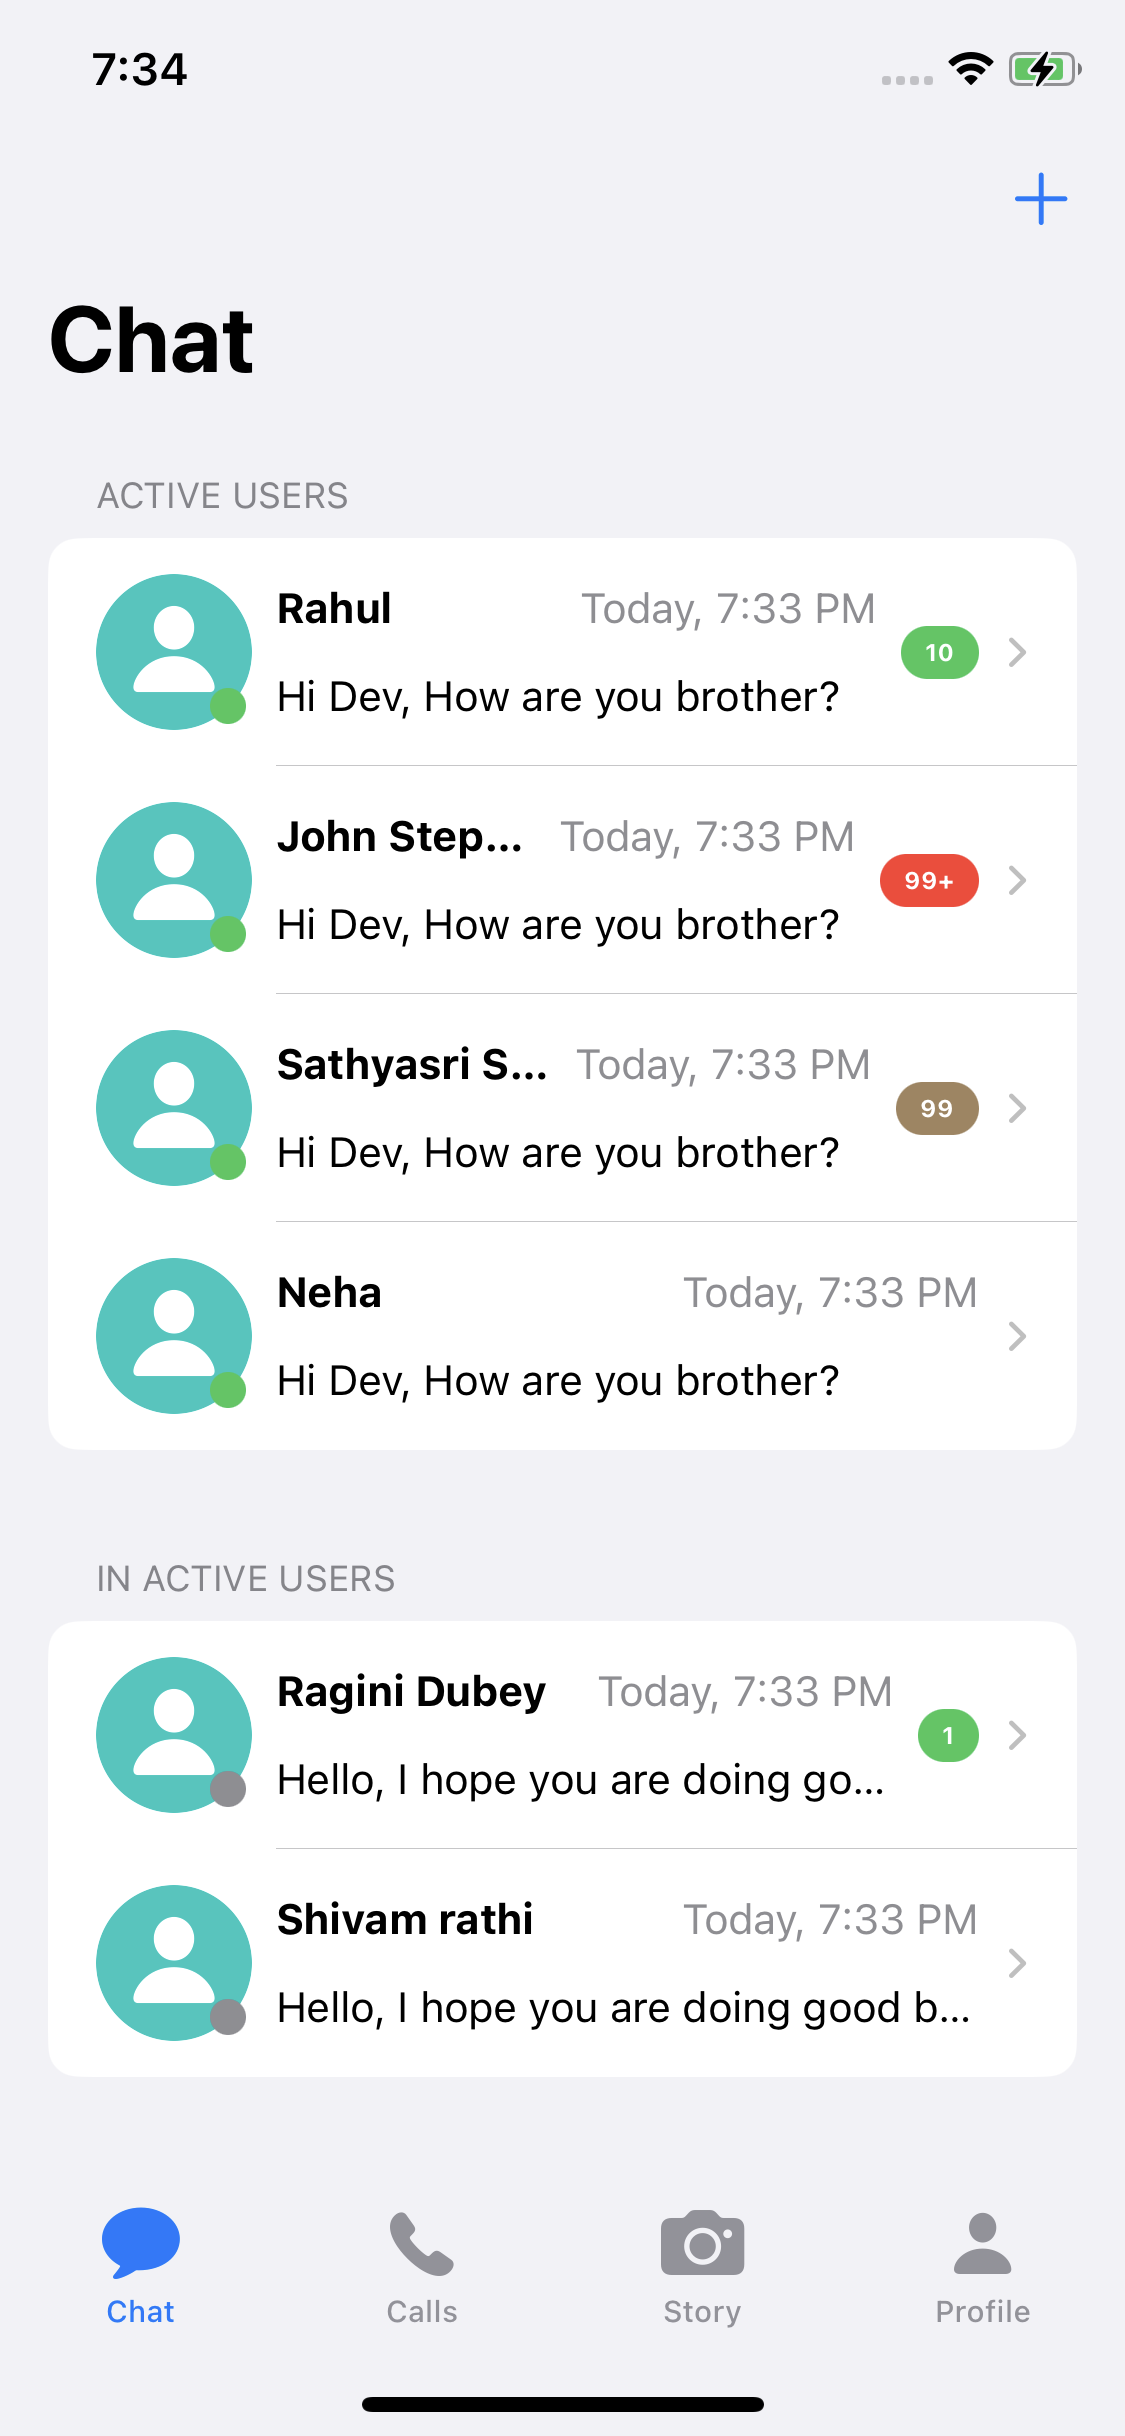 7:34
Chat
ACTIVE USERS
Rahul Today, 7:33 PM
10
Hi Dev, How are you brother?
John Step... Today, 7:33 PM
99+
Hi Dev, How are you brother?
Sathyasri S... Today, 7:33 PM
99
Hi Dev, How are you brother?
Neha Today, 7:33 PM
Hi Dev, How are you brother?
IN ACTIVE USERS
Ragini Dubey Today, 7:33 PM
1
Hello, I hope you are doing go...
Shivam rathi Today, 7:33 PM
Hello, I hope you are doing good b...
Chat Calls Story Profile